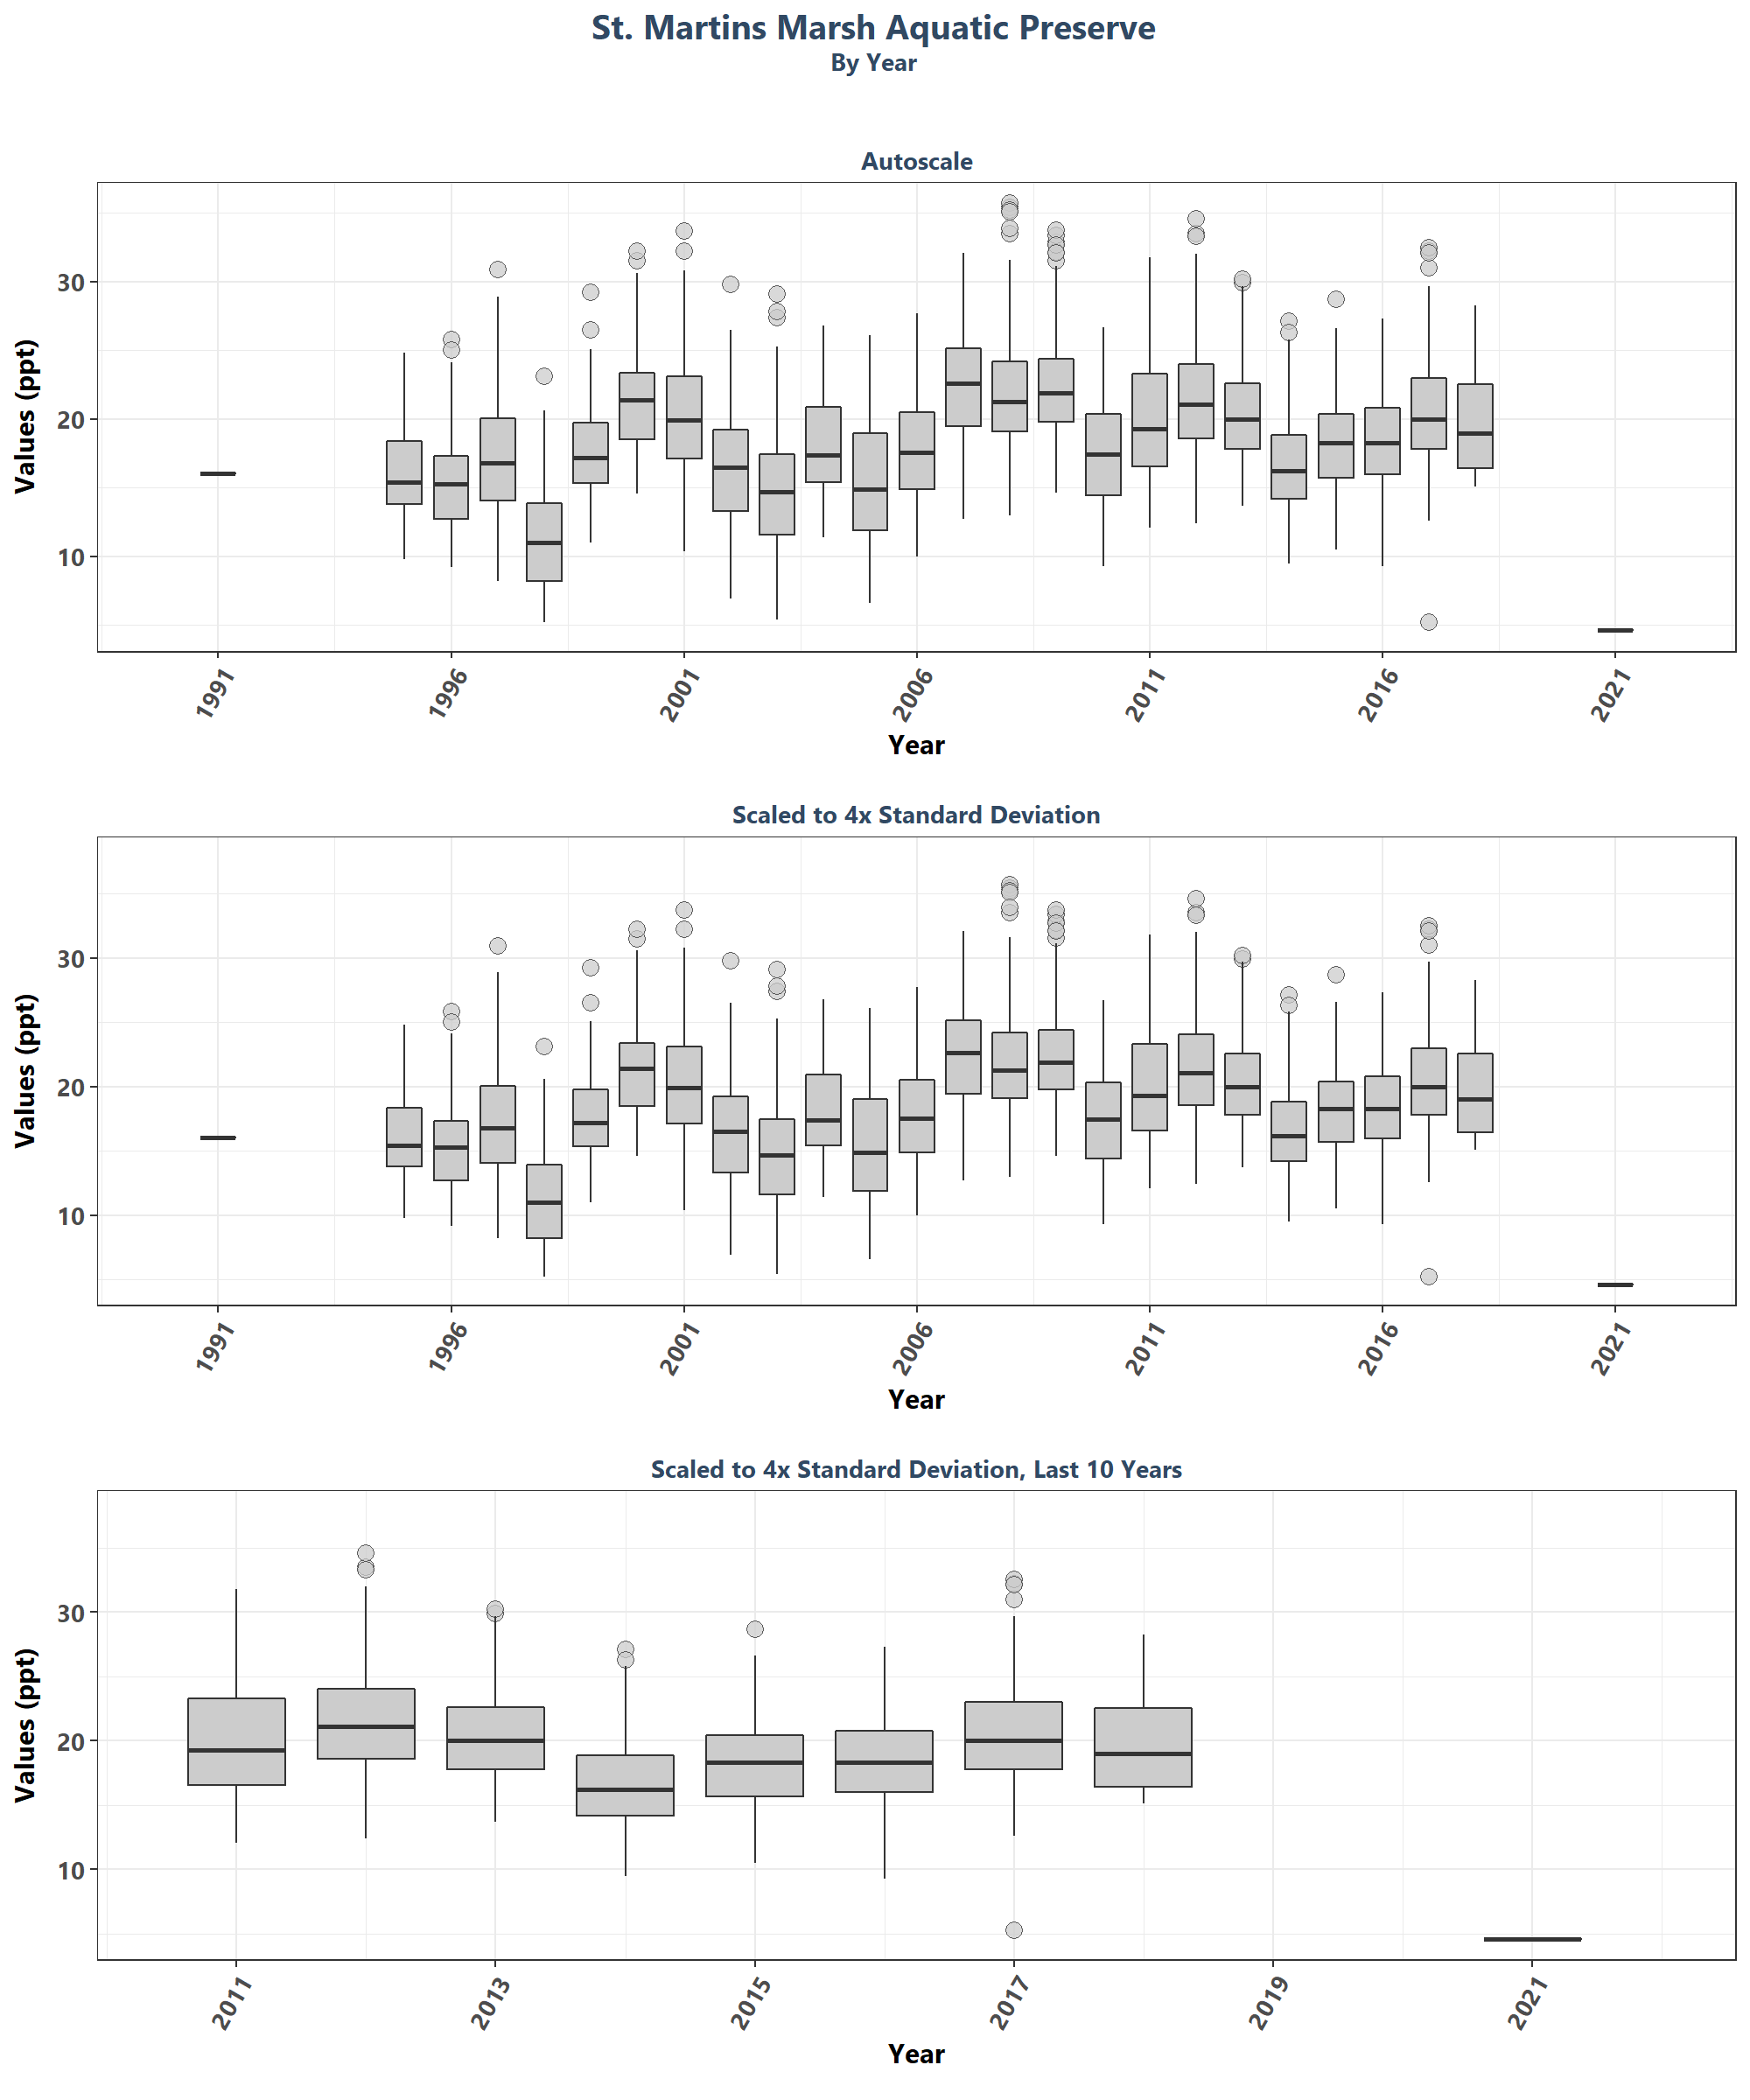 St. Martins Marsh Aquatic Preserve
By Year
Autoscale
Values (ppt)
30
20
10
1991 1996 2001 2006 2011 2016 2021
Year
Scaled to 4x Standard Deviation
Values (ppt)
30
20
10
1991 1996 2001 2006 2011 2016 2021
Year
Scaled to 4x Standard Deviation, Last 10 Years
Values (ppt)
30
20
10
2011 2013 2015 2017 2019 2021
Year